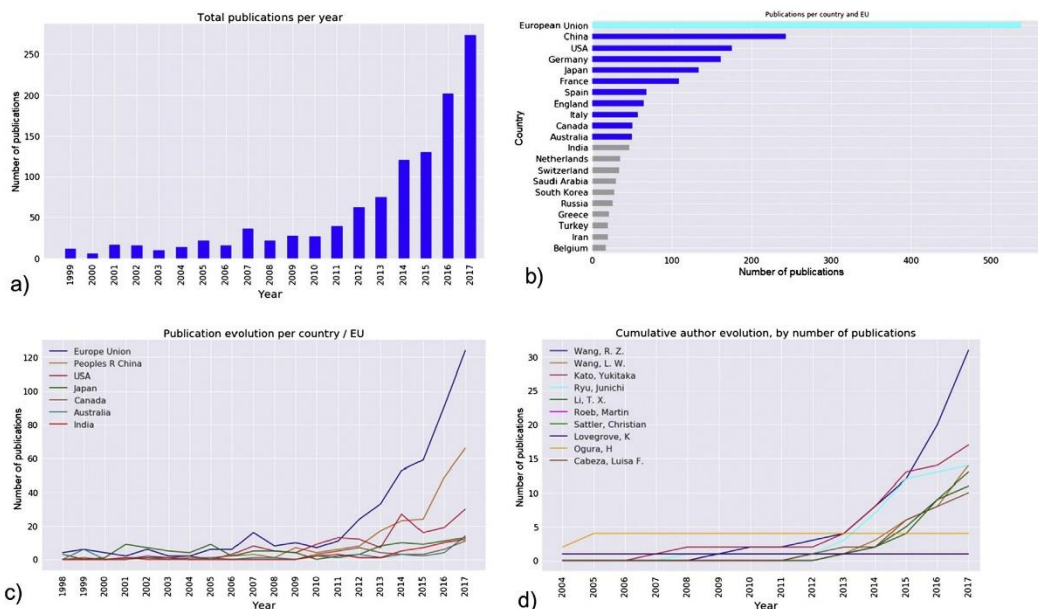 Total publications per year
Number of publications
250
200
150
100
50
0
1999
2000
2001
2002
2003
2004
2005
2006
2007
2008
2009
2010
2011
2012
2013
2014
2015
2016
2017
Year
a)
Publications per country and EU
Country
European Union
China
USA
Germany
Japan
France
Spain
England
Italy
Canada
Australia
India
Netherlands
Switzerland
Saudi Arabia
South Korea
Russia
Greece
Turkey
Iran
Belgium
0 100 200 300 400 500
Number of publications
b)
Publication evolution per country / EU
Number of publications
120
100
80
60
40
20
0
Europe Union
Peoples R China
USA
Japan
Canada
Australia
India
1998
1999
2000
2001
2002
2003
2004
2005
2006
2007
2008
2009
2010
2011
2012
2013
2014
2015
2016
2017
Year
c)
Cumulative author evolution, by number of publications
Number of publications
30
25
20
15
10
5
0
Wang, R. Z.
Wang, L. W.
Kato, Yukitaka
Ryu, Junichi
Li, T. X.
Roeb, Martin
Sattler, Christian
Lovegrove, K
Ogura, H
Cabeza, Luisa F.
2004
2005
2006
2007
2008
2009
2010
2011
2012
2013
2014
2015
2016
2017
Year
d)